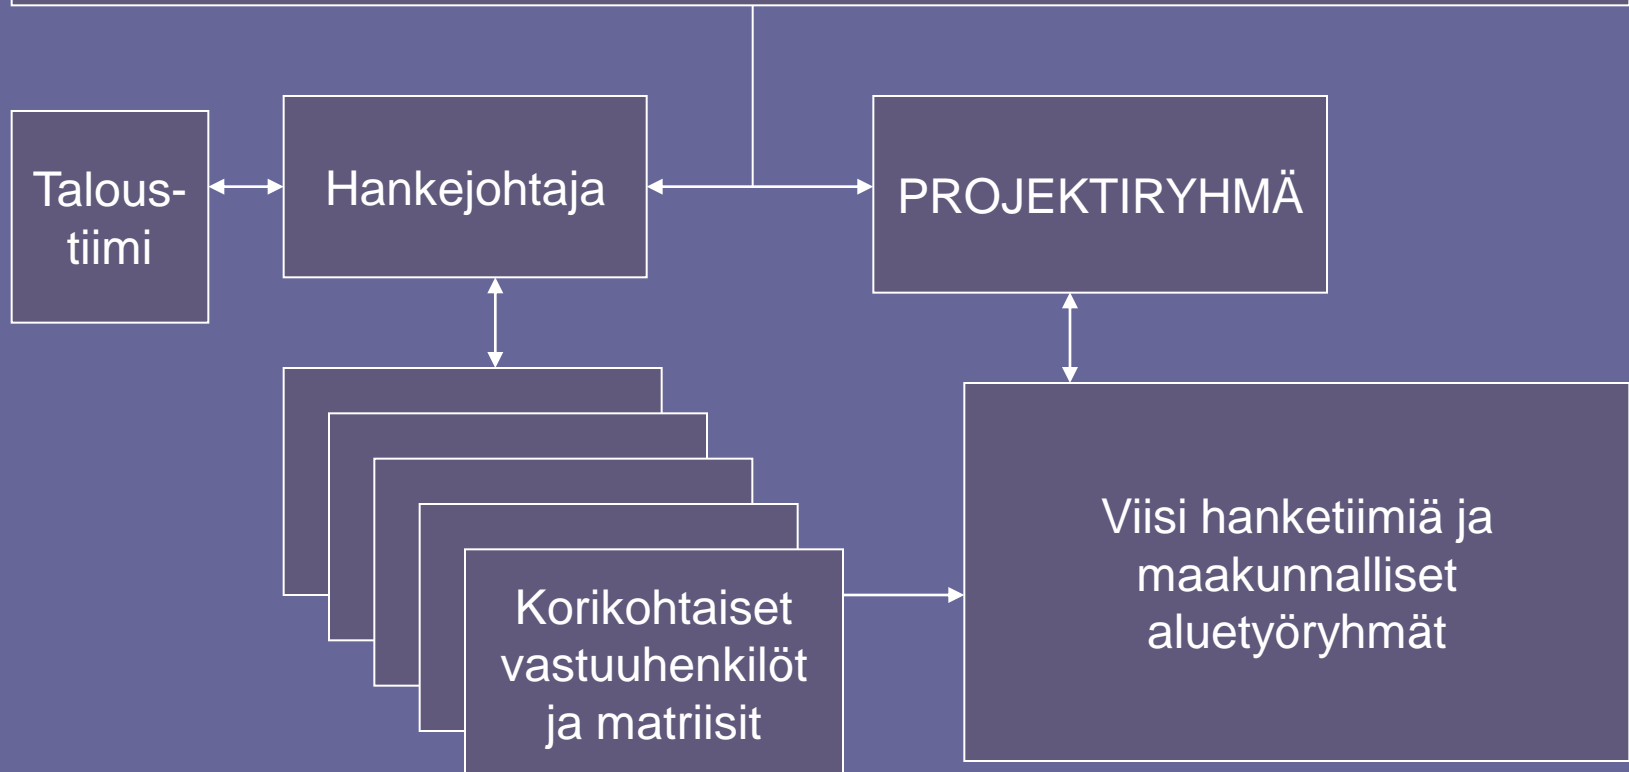 Talous-
tiimi
Hankejohtaja
PROJEKTIRYHMÄ
Korikohtaiset
vastuuhenkilöt
ja matriisit
Viisi hanketiimiä ja
maakunnalliset
aluetyöryhmät